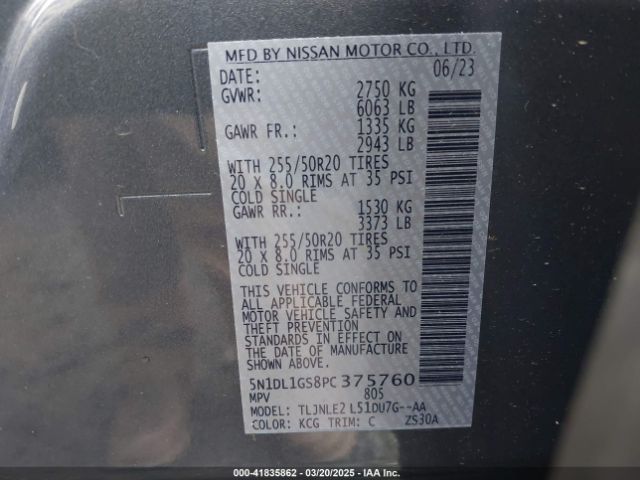 MFD BY NISSAN MOTOR CO., LTD.
DATE: 06/23
GVWR: 2750 KG
6063 LB
GAWR FR.: 1335 KG
2943 LB
WITH 255/50R20 TIRES
20 X 8.0 RIMS AT 35 PSI
COLD SINGLE
GAWR RR.: 1530 KG
3373 LB
WITH 255/50R20 TIRES
20 X 8.0 RIMS AT 35 PSI
COLD SINGLE
THIS VEHICLE CONFORMS TO
ALL APPLICABLE FEDERAL
MOTOR VEHICLE SAFETY AND
THEFT PREVENTION
STANDARDS IN EFFECT ON
THE DATE OF MANUFACTURE
SHOWN ABOVE.
5N1DL1GS8PC375760
MPV 805
MODEL: TLJNLE2 L51DU7G--AA
COLOR: KCG TRIM: C ZS30A
000-41835862 — 03/20/2025 — IAA Inc.